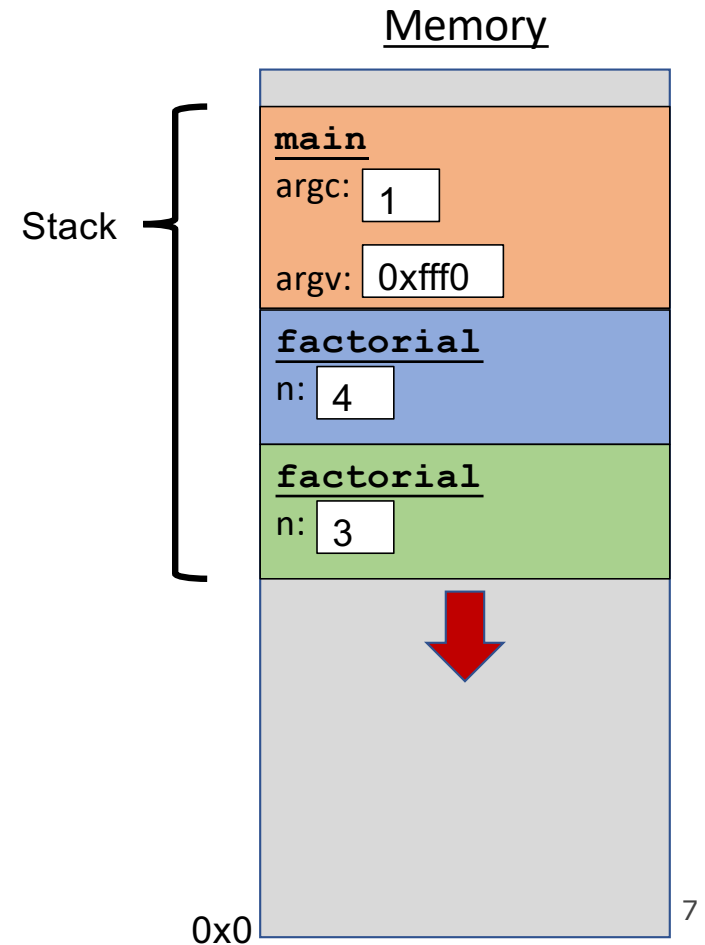 Memory
main
argc: 1
Stack
argv: 0xfff0
factorial
n: 4
factorial
n: 3
0x0
7